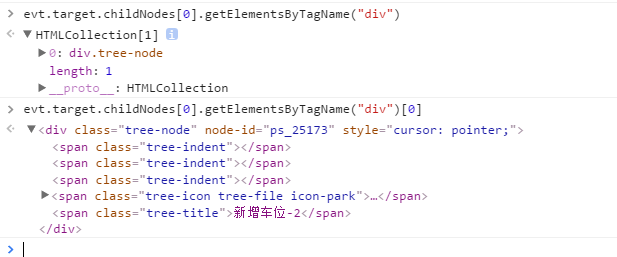 evt.target.childNodes[0].getElementsByTagName("div")
HTMLCollection[1] i
0: div.tree-node
length: 1
__proto__: HTMLCollection
evt.target.childNodes[0].getElementsByTagName("div")[0]
<div class="tree-node" node-id="ps_25173" style="cursor: pointer;">
<span class="tree-indent"></span>
<span class="tree-indent"></span>
<span class="tree-indent"></span>
<span class="tree-icon tree-file icon-park">…</span>
<span class="tree-title">新增车位-2</span>
</div>